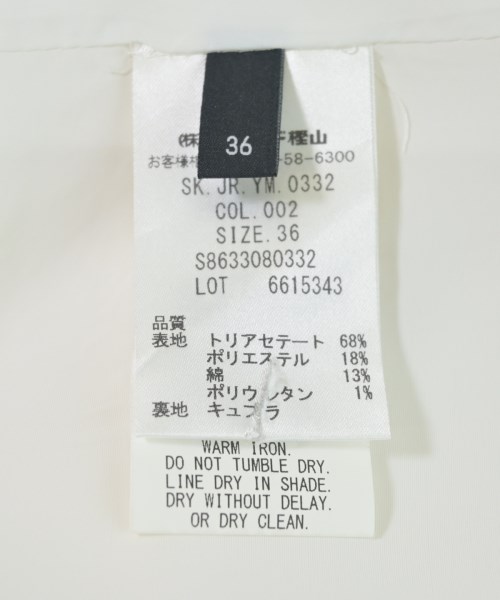 36
(株 樫山
お客様相 -58-6300
SK.JR.YM.0332
COL.002
SIZE.36
S8633080332
LOT 6615343
品質
表地 トリアセテート 68%
ポリエステル 18%
綿 13%
ポリウレタン 1%
裏地 キュプラ
WARM IRON.
DO NOT TUMBLE DRY.
LINE DRY IN SHADE.
DRY WITHOUT DELAY.
OR DRY CLEAN.